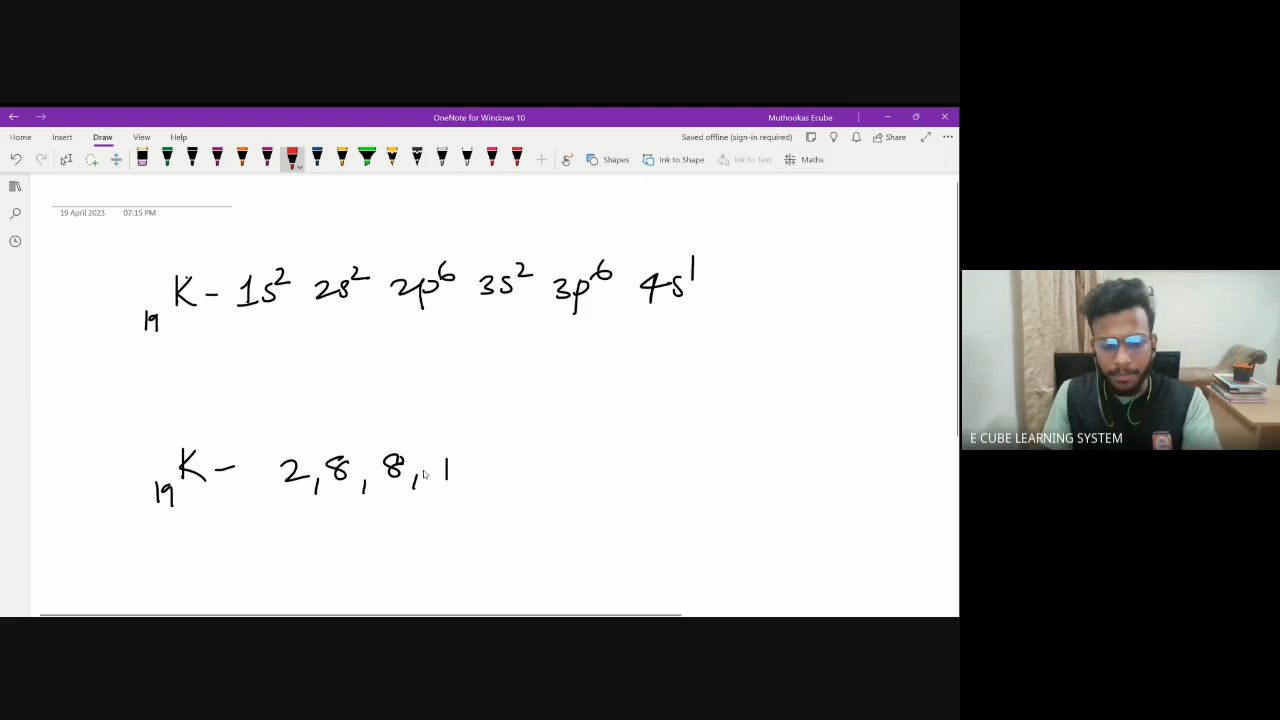 OneNote for Windows 10
Muthookas Ecube
Home Insert Draw View Help
Saved offline (sign-in required) Share
Shapes Ink to Shape Ink to Text Maths
19 April 2023 07:15 PM
₁₉K - 1s² 2s² 2p⁶ 3s² 3p⁶ 4s¹
₁₉K - 2, 8, 8, 1
E CUBE LEARNING SYSTEM